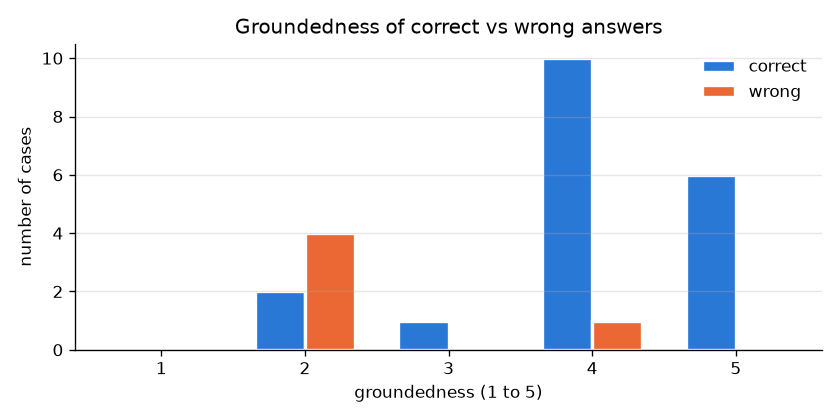 Groundedness of correct vs wrong answers
correct
wrong
number of cases
10
8
6
4
2
0
1 2 3 4 5
groundedness (1 to 5)